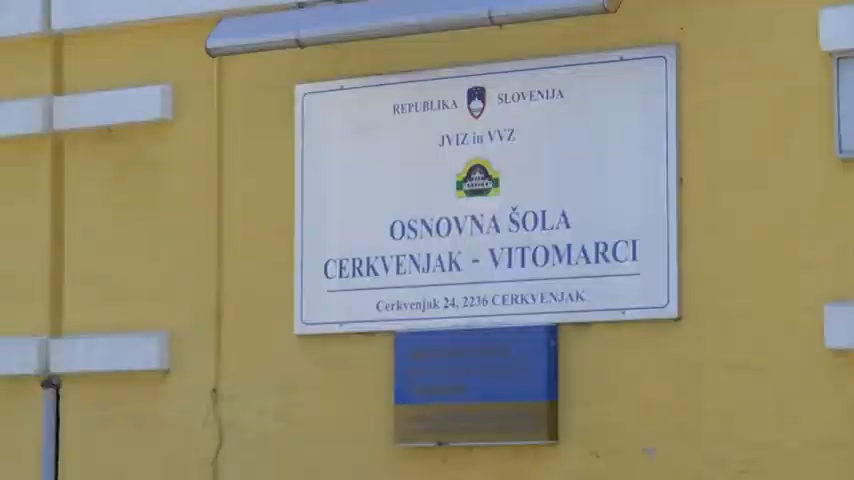 REPUBLIKA SLOVENIJA
JVIZ in VVZ
OSNOVNA ŠOLA
CERKVENJAK - VITOMARCI
Cerkvenjak 24, 2236 CERKVENJAK